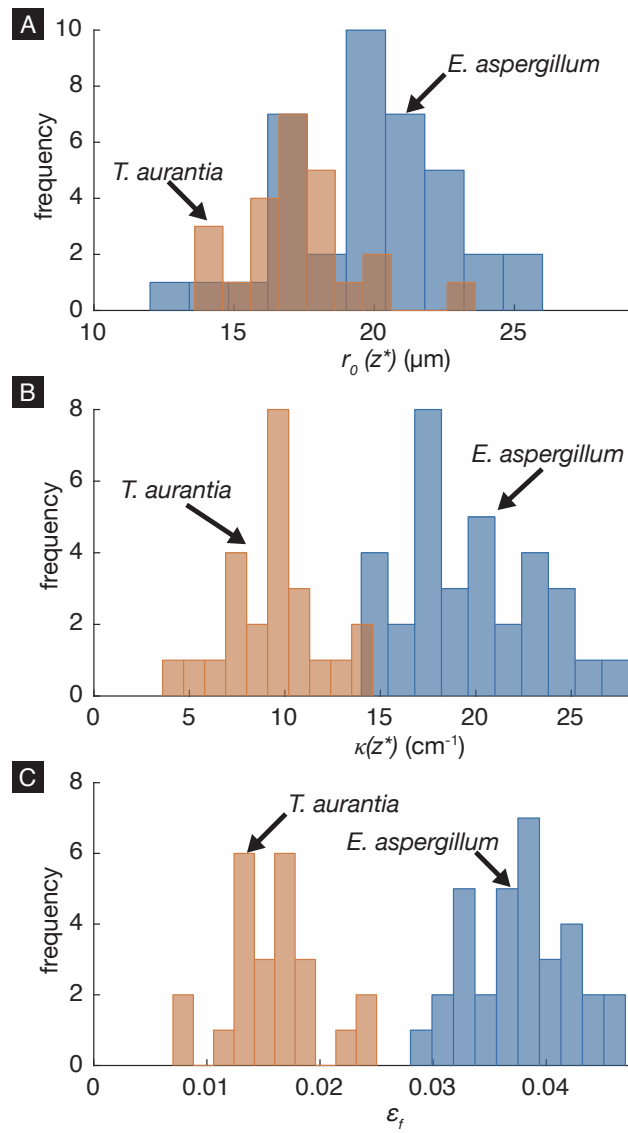 A
10
E. aspergillum
8
T. aurantia
6
frequency
4
2
0
10 15 20 25
r₀ (z*) (µm)
B
8
E. aspergillum
T. aurantia
6
frequency
4
2
0
0 5 10 15 20 25
κ(z*) (cm⁻¹)
C
8
T. aurantia
E. aspergillum
6
frequency
4
2
0
0 0.01 0.02 0.03 0.04
ε_f